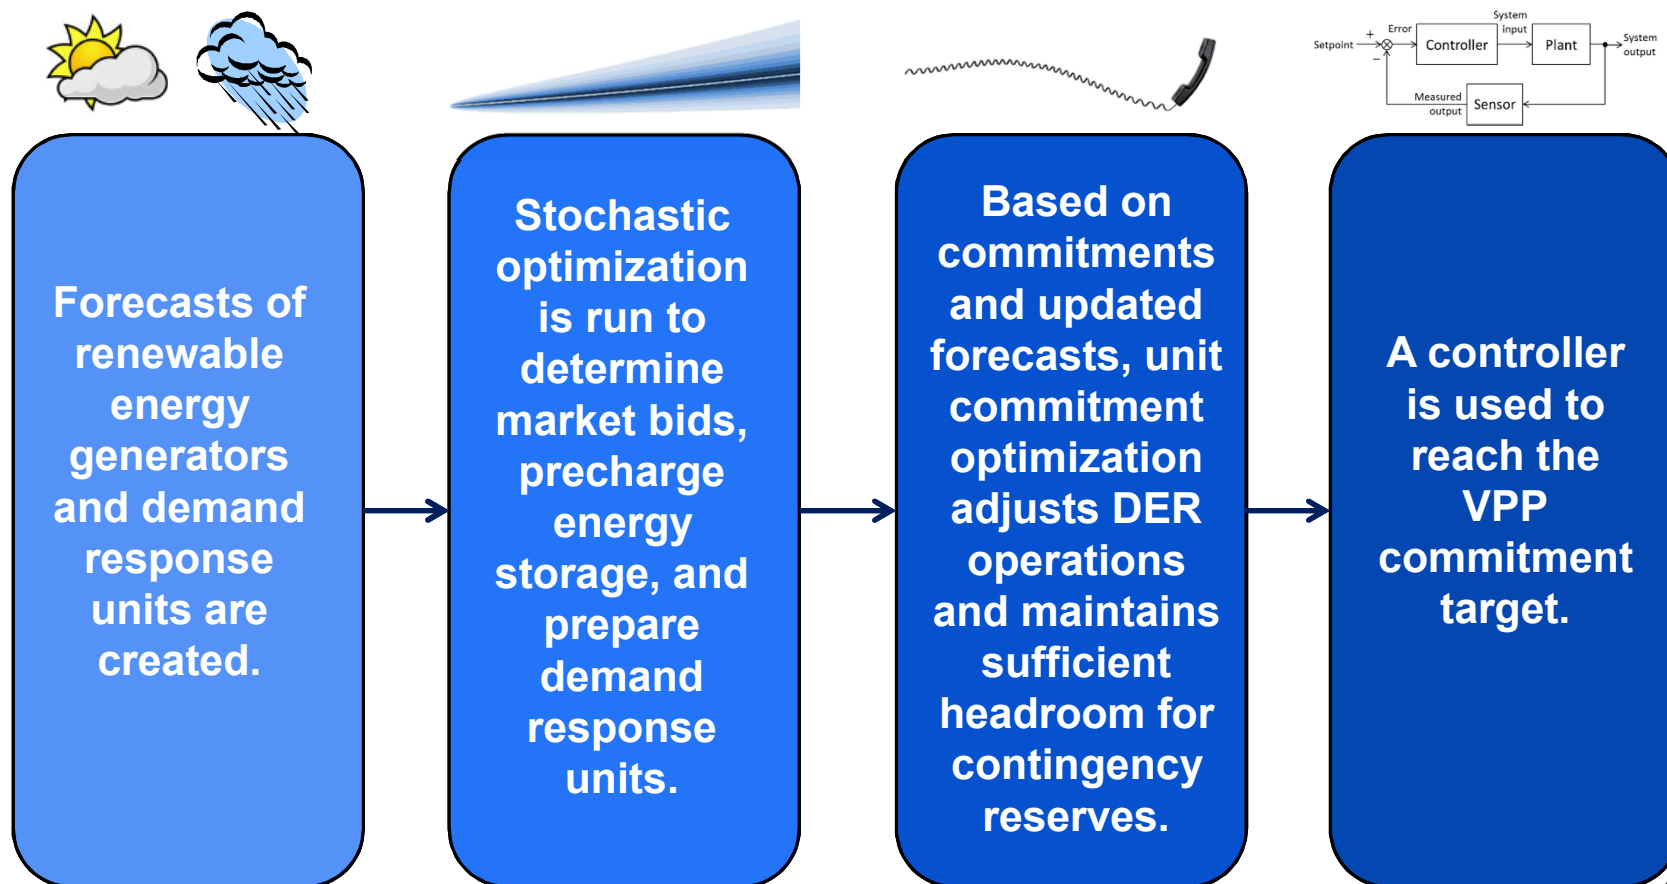 Setpoint
+
−
Error
Controller
System
input
Plant
System
output
Measured
output
Sensor
Forecasts of
renewable
energy
generators
and demand
response
units are
created.
Stochastic
optimization
is run to
determine
market bids,
precharge
energy
storage, and
prepare
demand
response
units.
Based on
commitments
and updated
forecasts, unit
commitment
optimization
adjusts DER
operations
and maintains
sufficient
headroom for
contingency
reserves.
A controller
is used to
reach the
VPP
commitment
target.